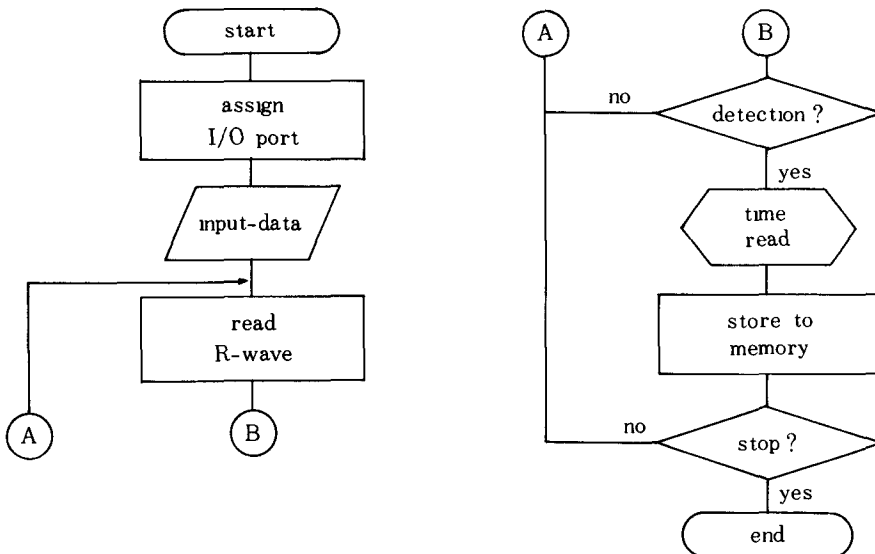 start
assign
I/O port
input-data
read
R-wave
A
B
A
B
no
detection ?
yes
time
read
store to
memory
no
stop ?
yes
end